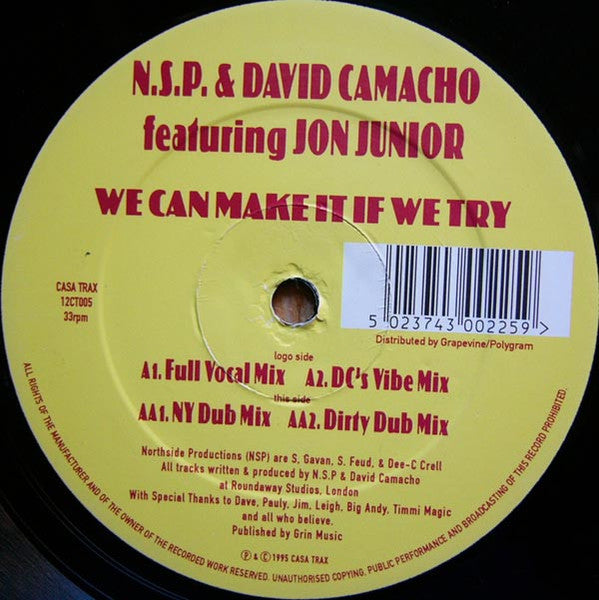 N.S.P. & DAVID CAMACHO
featuring JON JUNIOR
WE CAN MAKE IT IF WE TRY
CASA TRAX
12CT005
33rpm
5 023743 002259 >
Distributed by Grapevine/Polygram
logo side
A1. Full Vocal Mix A2. DC's Vibe Mix
this side
AA1. NY Dub Mix AA2. Dirty Dub Mix
Northside Productions (NSP) are S. Gavan, S. Feud, & Dee-C Crell
All tracks written & produced by N.S.P & David Camacho
at Roundaway Studios, London
With Special Thanks to Dave, Pauly, Jim, Leigh, Big Andy, Timmi Magic
and all who believe.
Published by Grin Music
℗ & © 1995 CASA TRAX
ALL RIGHTS OF THE MANUFACTURER AND OF THE OWNER OF THE RECORDED WORK RESERVED. UNAUTHORISED COPYING, PUBLIC PERFORMANCE AND BROADCASTING OF THIS RECORD PROHIBITED.